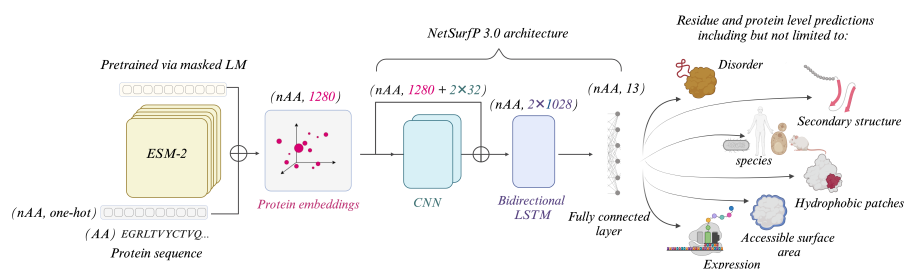 Residue and protein level predictions
including but not limited to:
NetSurfP 3.0 architecture
Pretrained via masked LM
Disorder
(nAA, 1280)
(nAA, 1280 + 2×32)
(nAA, 2×1028)
(nAA, 13)
Secondary structure
ESM-2
species
Protein embeddings
CNN
Bidirectional
LSTM
Hydrophobic patches
(nAA, one-hot)
Fully connected
layer
(AA) EGRLTVYCTVQ...
Protein sequence
Accessible surface
area
Expression